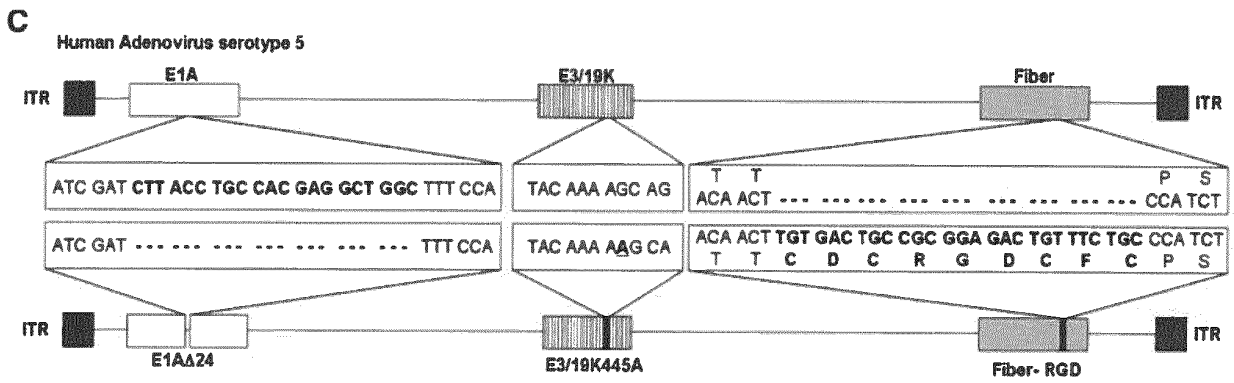 C
Human Adenovirus serotype 5
E1A E3/19K Fiber
ITR ITR
T T P S
ATC GAT CTT ACC TGC CAC GAG GCT GGC TTT CCA TAC AAA AGC AG ACA ACT --- --- --- --- --- --- --- --- --- CCA TCT
ATC GAT --- --- --- --- --- --- --- --- TTT CCA TAC AAA AAG CA ACA ACT TGT GAC TGC CGC GGA GAC TGT TTC TGC CCA TCT
T T C D C R G D C F C P S
ITR ITR
E1AΔ24 E3/19K445A Fiber- RGD